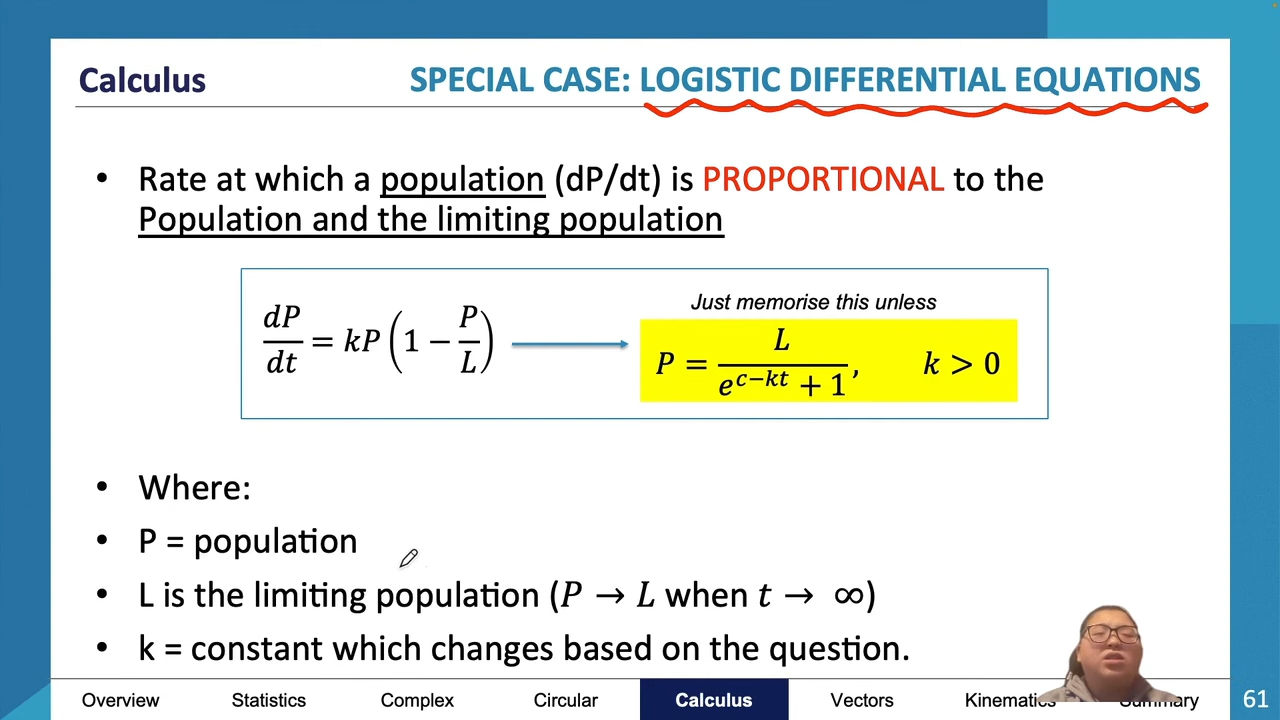 Calculus
SPECIAL CASE: LOGISTIC DIFFERENTIAL EQUATIONS
• Rate at which a population (dP/dt) is PROPORTIONAL to the
Population and the limiting population
dP/dt = kP(1 − P/L)
Just memorise this unless
P = L/(e^{c−kt} + 1), k > 0
• Where:
• P = population
• L is the limiting population (P → L when t → ∞)
• k = constant which changes based on the question.
Overview Statistics Complex Circular Calculus Vectors Kinematics Summary 61